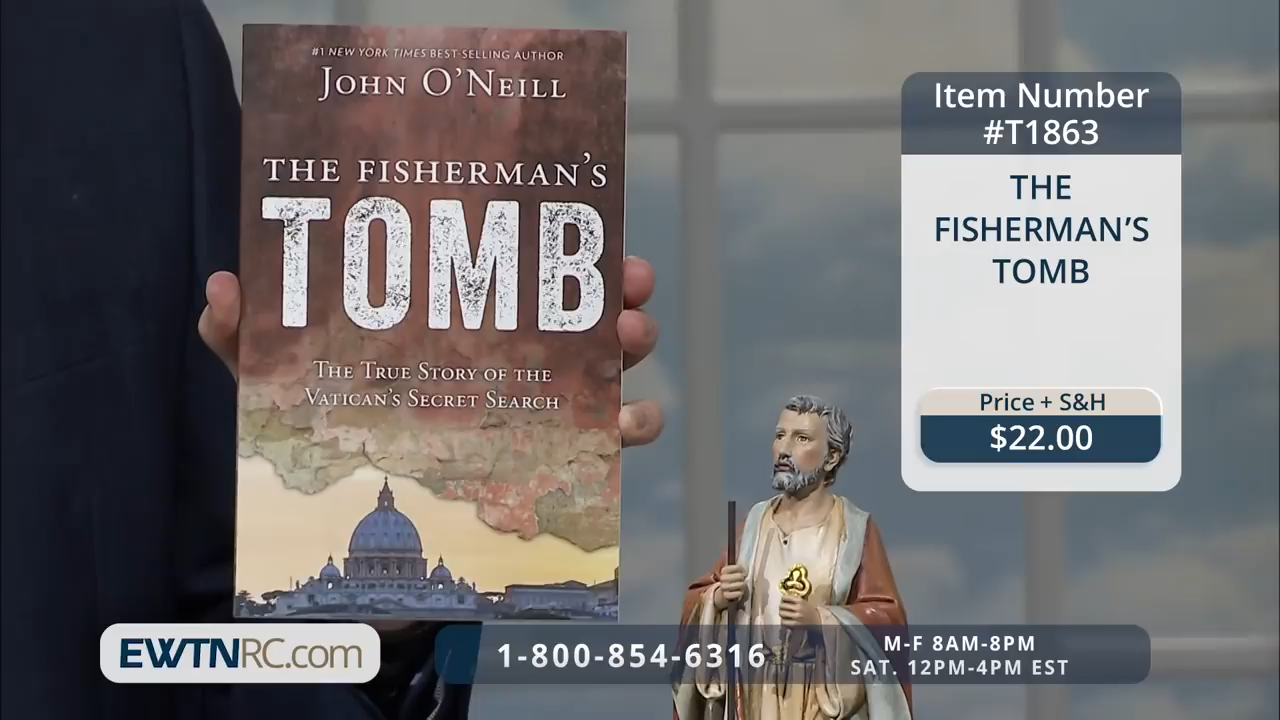 #1 NEW YORK TIMES BEST-SELLING AUTHOR
JOHN O'NEILL
THE FISHERMAN'S
TOMB
THE TRUE STORY OF THE
VATICAN'S SECRET SEARCH
Item Number
#T1863
THE
FISHERMAN'S
TOMB
Price + S&H
$22.00
EWTNRC.com
1-800-854-6316
M-F 8AM-8PM
SAT. 12PM-4PM EST